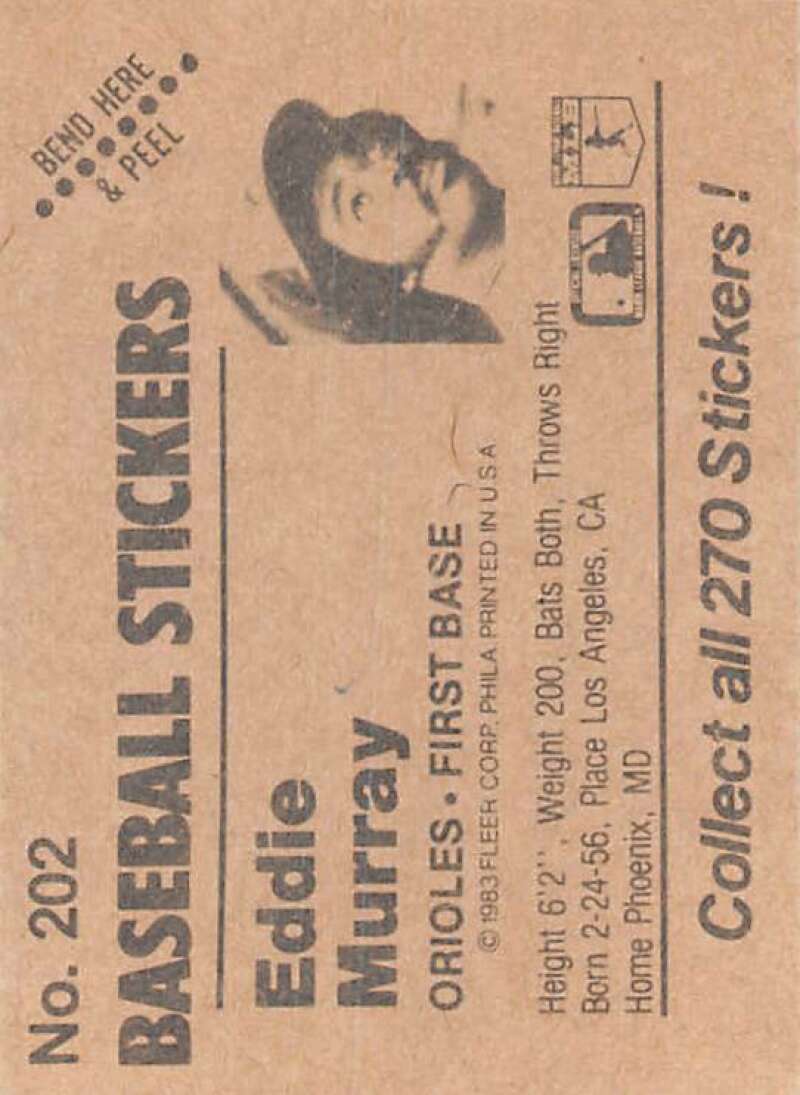 No. 202
BEND HERE
& PEEL
BASEBALL STICKERS
Eddie
Murray
ORIOLES • FIRST BASE
© 1983 FLEER CORP. PHILA PRINTED IN U S A
Height 6"2'', Weight 200, Bats Both, Throws Right
Born 2-24-56, Place Los Angeles, CA
Home Phoenix, MD
Collect all 270 Stickers !